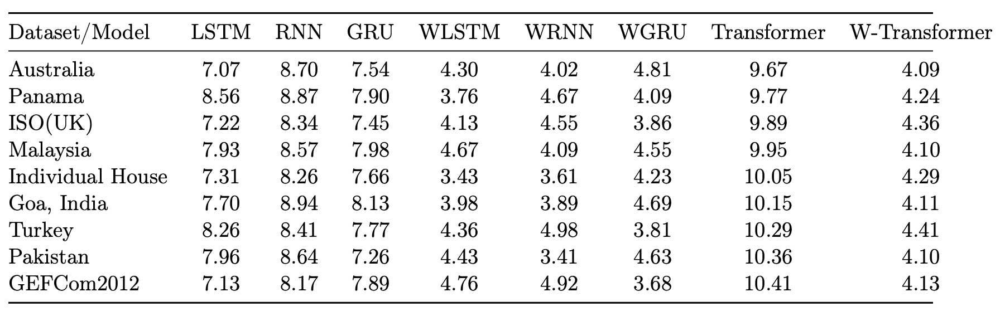 Dataset/Model LSTM RNN GRU WLSTM WRNN WGRU Transformer W-Transformer
Australia 7.07 8.70 7.54 4.30 4.02 4.81 9.67 4.09
Panama 8.56 8.87 7.90 3.76 4.67 4.09 9.77 4.24
ISO(UK) 7.22 8.34 7.45 4.13 4.55 3.86 9.89 4.36
Malaysia 7.93 8.57 7.98 4.67 4.09 4.55 9.95 4.10
Individual House 7.31 8.26 7.66 3.43 3.61 4.23 10.05 4.29
Goa, India 7.70 8.94 8.13 3.98 3.89 4.69 10.15 4.11
Turkey 8.26 8.41 7.77 4.36 4.98 3.81 10.29 4.41
Pakistan 7.96 8.64 7.26 4.43 3.41 4.63 10.36 4.10
GEFCom2012 7.13 8.17 7.89 4.76 4.92 3.68 10.41 4.13